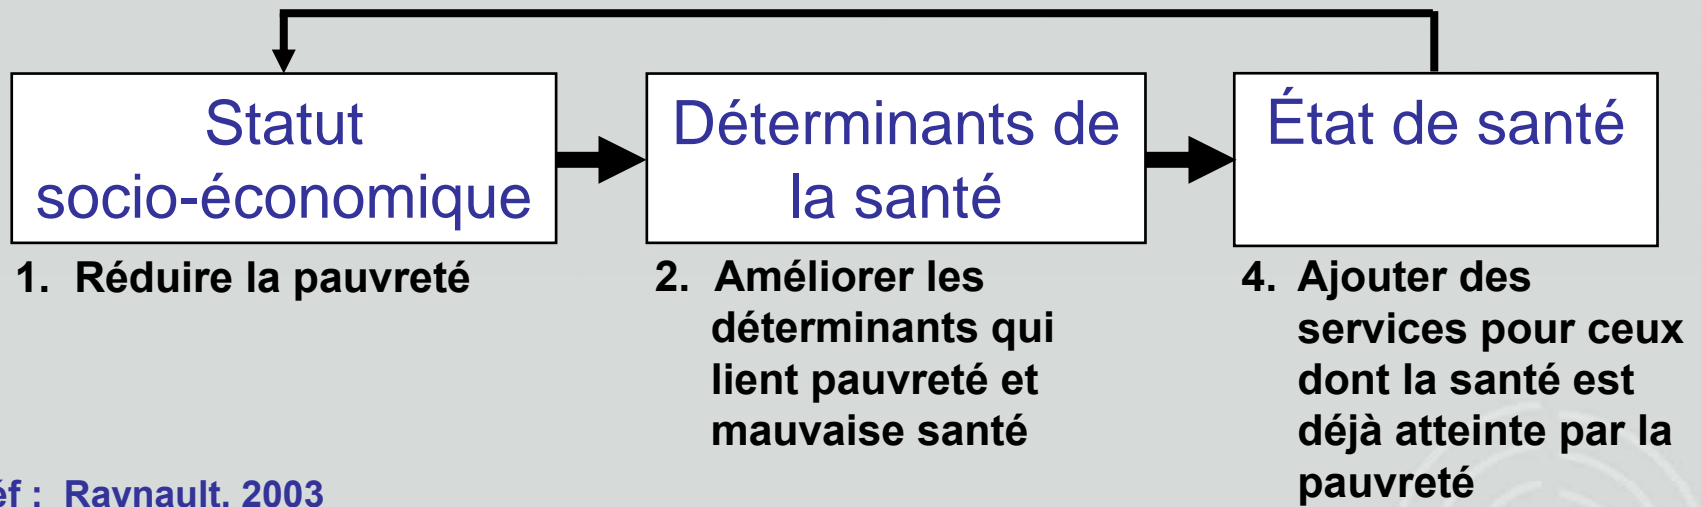 Statut
socio-économique
Déterminants de
la santé
État de santé
1. Réduire la pauvreté
2. Améliorer les
déterminants qui
lient pauvreté et
mauvaise santé
4. Ajouter des
services pour ceux
dont la santé est
déjà atteinte par la
pauvreté
éf : Raynault, 2003